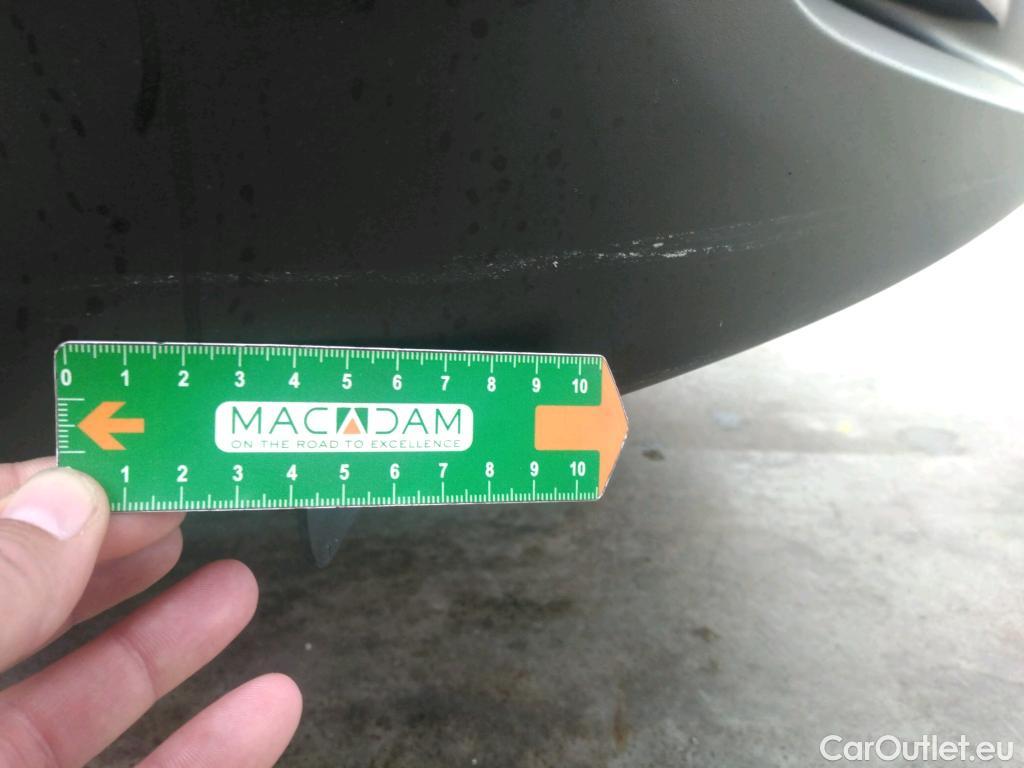 0 1 2 3 4 5 6 7 8 9 10
MACADAM
ON THE ROAD TO EXCELLENCE
1 2 3 4 5 6 7 8 9 10
CarOutlet.eu